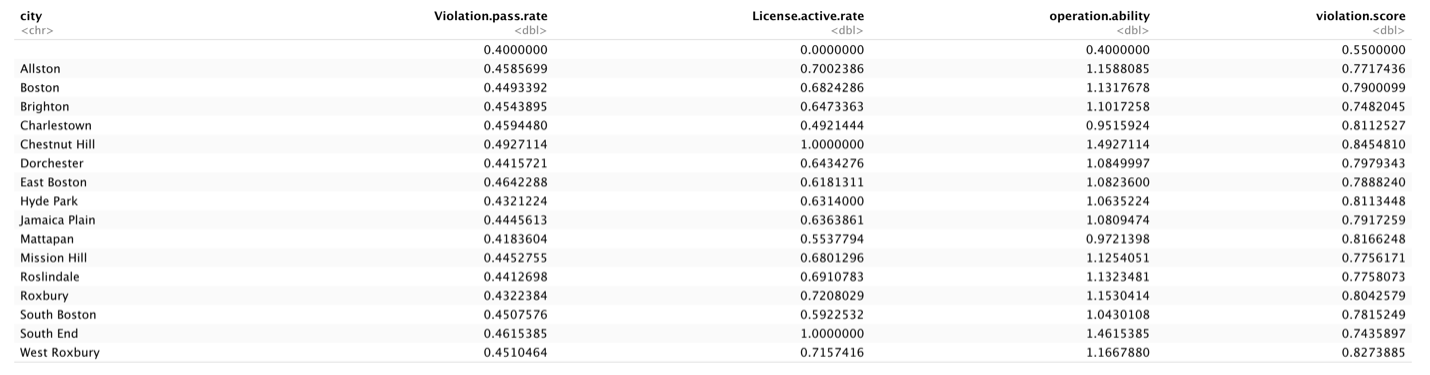 city Violation.pass.rate License.active.rate operation.ability violation.score
<chr> <dbl> <dbl> <dbl> <dbl>
0.4000000 0.0000000 0.4000000 0.5500000
Allston 0.4585699 0.7002386 1.1588085 0.7717436
Boston 0.4493392 0.6824286 1.1317678 0.7900099
Brighton 0.4543895 0.6473363 1.1017258 0.7482045
Charlestown 0.4594480 0.4921444 0.9515924 0.8112527
Chestnut Hill 0.4927114 1.0000000 1.4927114 0.8454810
Dorchester 0.4415721 0.6434276 1.0849997 0.7979343
East Boston 0.4642288 0.6181311 1.0823600 0.7888240
Hyde Park 0.4321224 0.6314000 1.0635224 0.8113448
Jamaica Plain 0.4445613 0.6363861 1.0809474 0.7917259
Mattapan 0.4183604 0.5537794 0.9721398 0.8166248
Mission Hill 0.4452755 0.6801296 1.1254051 0.7756171
Roslindale 0.4412698 0.6910783 1.1323481 0.7758073
Roxbury 0.4322384 0.7208029 1.1530414 0.8042579
South Boston 0.4507576 0.5922532 1.0430108 0.7815249
South End 0.4615385 1.0000000 1.4615385 0.7435897
West Roxbury 0.4510464 0.7157416 1.1667880 0.8273885